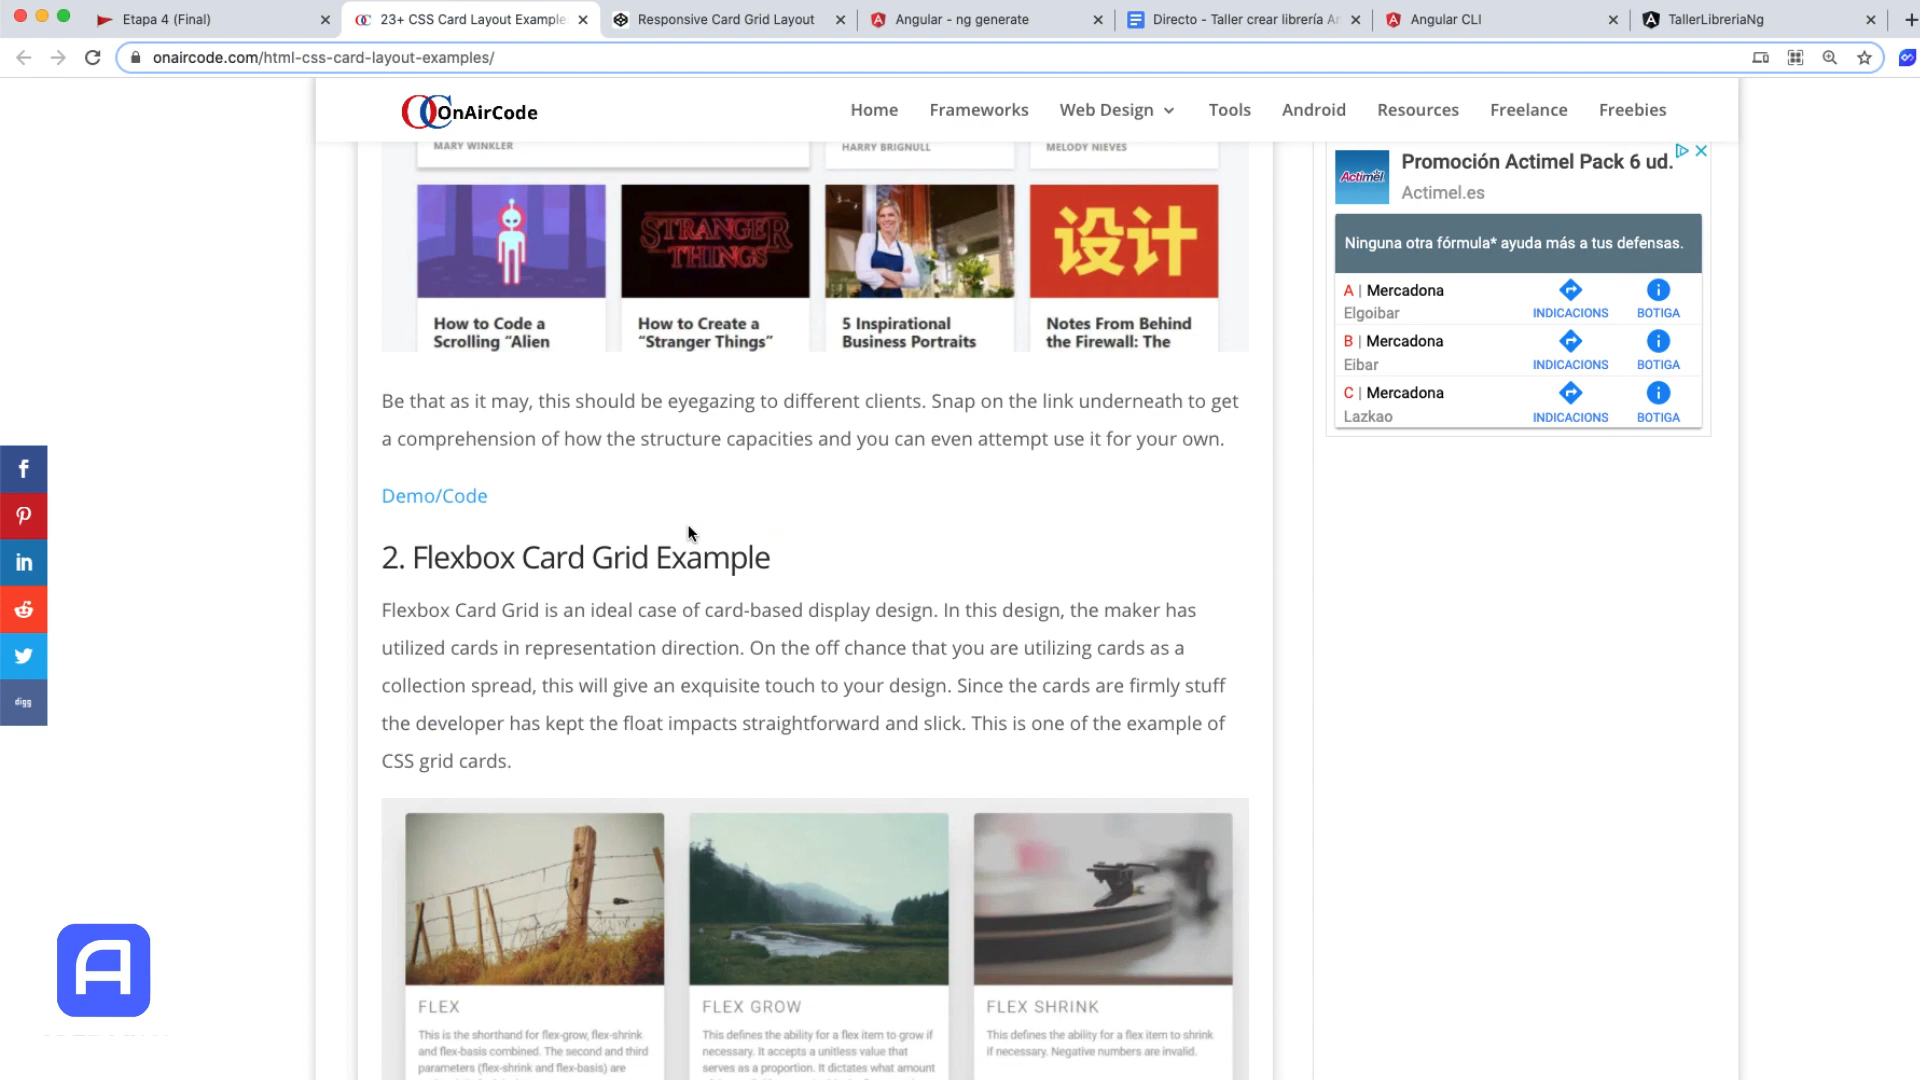 Etapa 4 (Final)
23+ CSS Card Layout Example
Responsive Card Grid Layout
Angular - ng generate
Directo - Taller crear librería An
Angular CLI
TallerLibreriaNg
onaircode.com/html-css-card-layout-examples/
OnAirCode
Home
Frameworks
Web Design
Tools
Android
Resources
Freelance
Freebies
MARY WINKLER
HARRY BRIGNULL
MELODY NIEVES
STRANGER
THINGS
设计
How to Code a
Scrolling “Alien
How to Create a
“Stranger Things”
5 Inspirational
Business Portraits
Notes From Behind
the Firewall: The
Be that as it may, this should be eyegazing to different clients. Snap on the link underneath to get
a comprehension of how the structure capacities and you can even attempt use it for your own.
Demo/Code
2. Flexbox Card Grid Example
Flexbox Card Grid is an ideal case of card-based display design. In this design, the maker has
utilized cards in representation direction. On the off chance that you are utilizing cards as a
collection spread, this will give an exquisite touch to your design. Since the cards are firmly stuff
the developer has kept the float impacts straightforward and slick. This is one of the example of
CSS grid cards.
FLEX
This is the shorthand for flex-grow, flex-shrink
and flex-basis combined. The second and third
parameters (flex-shrink and flex-basis) are
FLEX GROW
This defines the ability for a flex item to grow if
necessary. It accepts a unitless value that
serves as a proportion. It dictates what amount
FLEX SHRINK
This defines the ability for a flex item to shrink
if necessary. Negative numbers are invalid.
Actimel
Promoción Actimel Pack 6 ud.
Actimel.es
Ninguna otra fórmula* ayuda más a tus defensas.
A | Mercadona
Elgoibar
INDICACIONS
BOTIGA
B | Mercadona
Eibar
INDICACIONS
BOTIGA
C | Mercadona
Lazkao
INDICACIONS
BOTIGA
digg